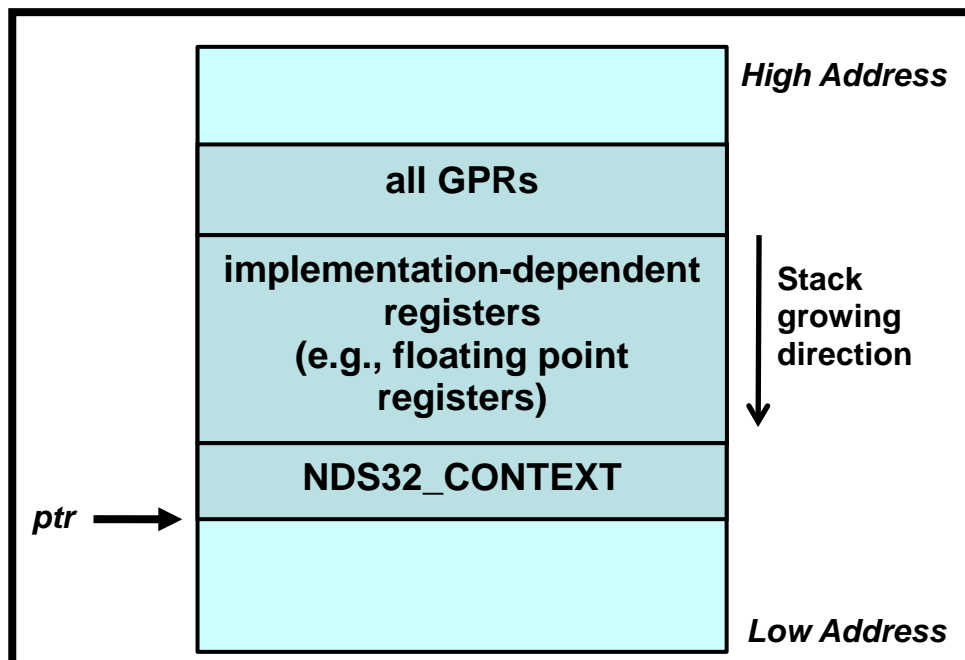 High Address
all GPRs
implementation-dependent
registers
(e.g., floating point
registers)
Stack
growing
direction
NDS32_CONTEXT
ptr
Low Address